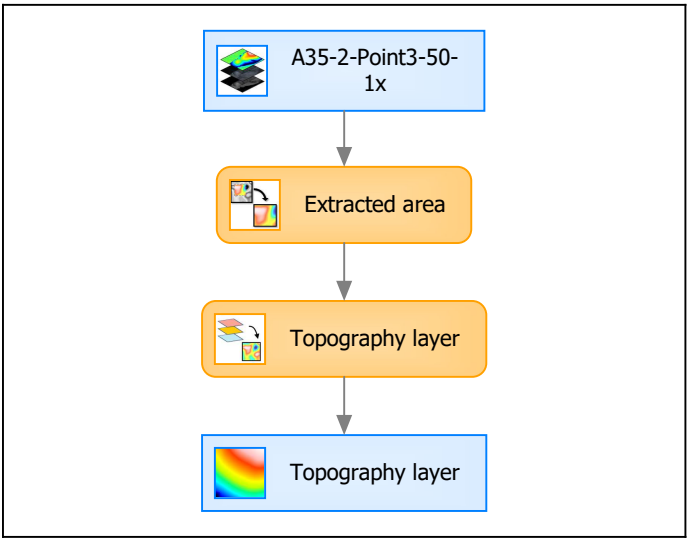 A35-2-Point3-50-
1x
Extracted area
Topography layer
Topography layer